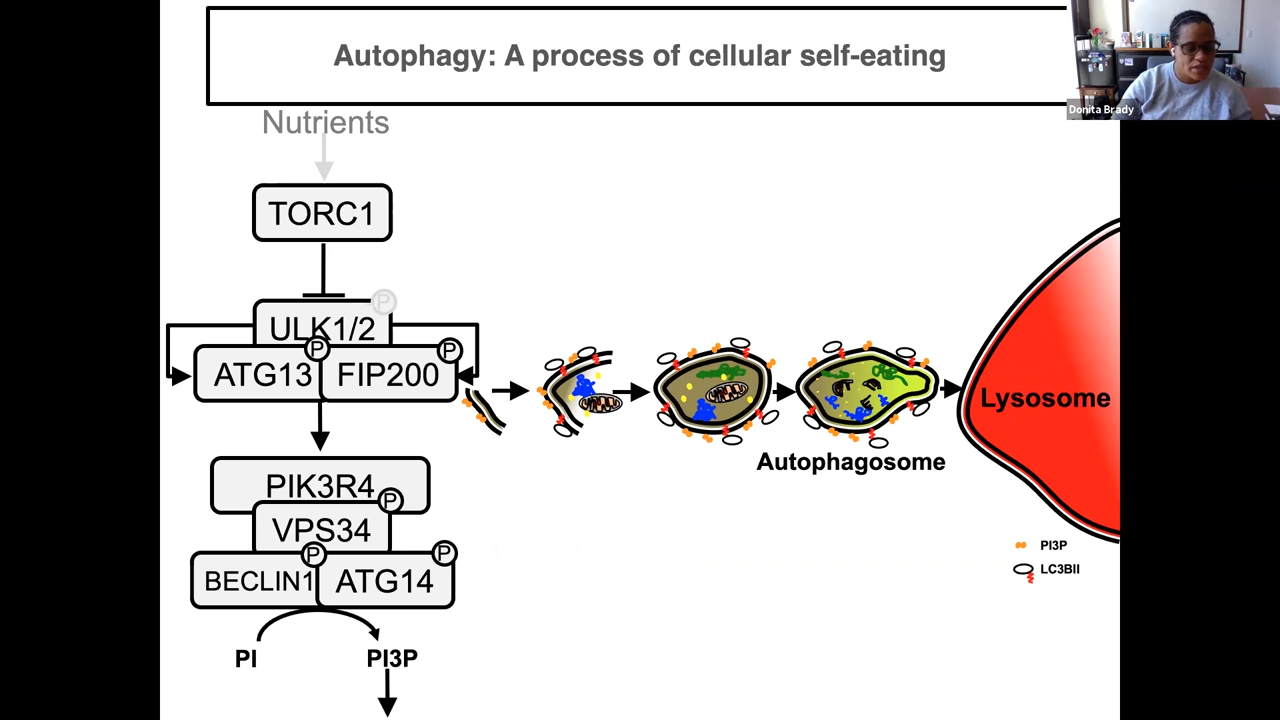 Autophagy: A process of cellular self-eating
Donita Brady
Nutrients
TORC1
P
ULK1/2
P
P
ATG13
FIP200
PIK3R4
P
VPS34
P
P
BECLIN1
ATG14
PI
PI3P
Autophagosome
Lysosome
PI3P
LC3BII